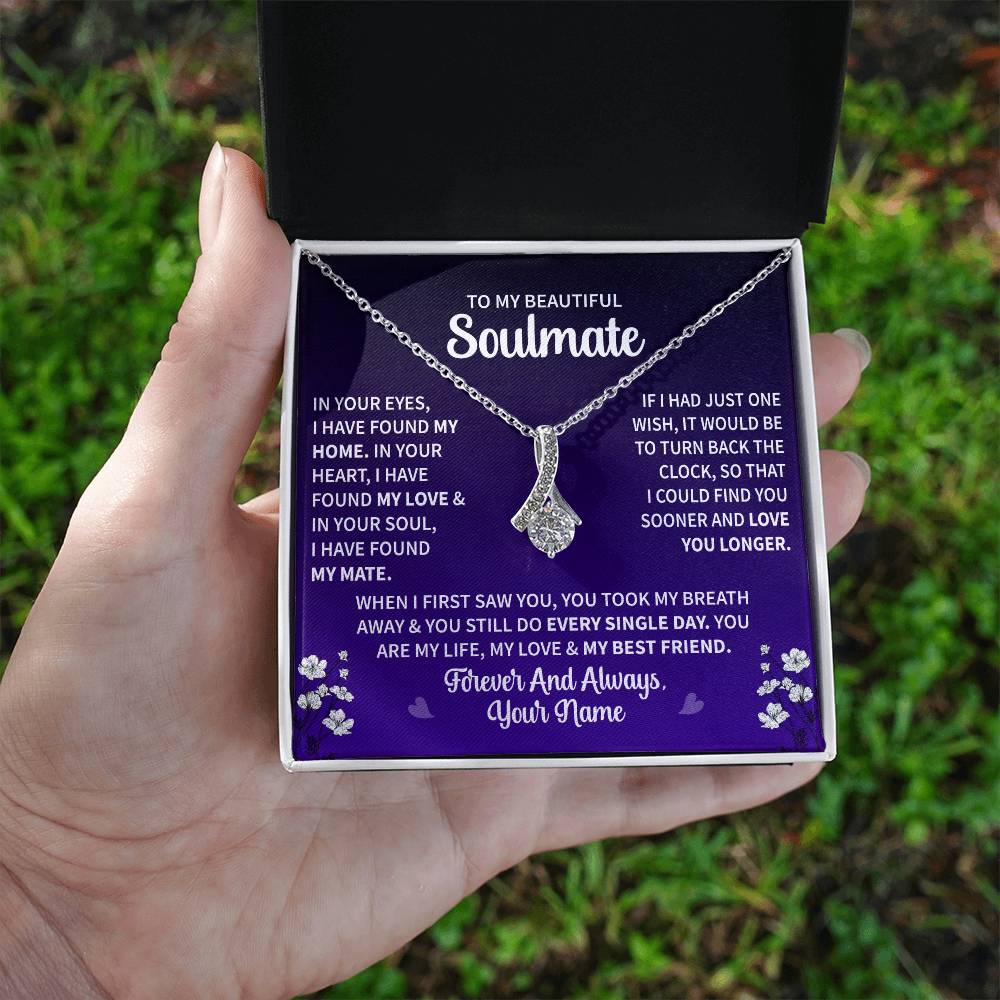 TO MY BEAUTIFUL
Soulmate
IN YOUR EYES,
I HAVE FOUND MY
HOME. IN YOUR
HEART, I HAVE
FOUND MY LOVE &
IN YOUR SOUL,
I HAVE FOUND
MY MATE.
IF I HAD JUST ONE
WISH, IT WOULD BE
TO TURN BACK THE
CLOCK, SO THAT
I COULD FIND YOU
SOONER AND LOVE
YOU LONGER.
WHEN I FIRST SAW YOU, YOU TOOK MY BREATH
AWAY & YOU STILL DO EVERY SINGLE DAY. YOU
ARE MY LIFE, MY LOVE & MY BEST FRIEND.
Forever And Always,
Your Name